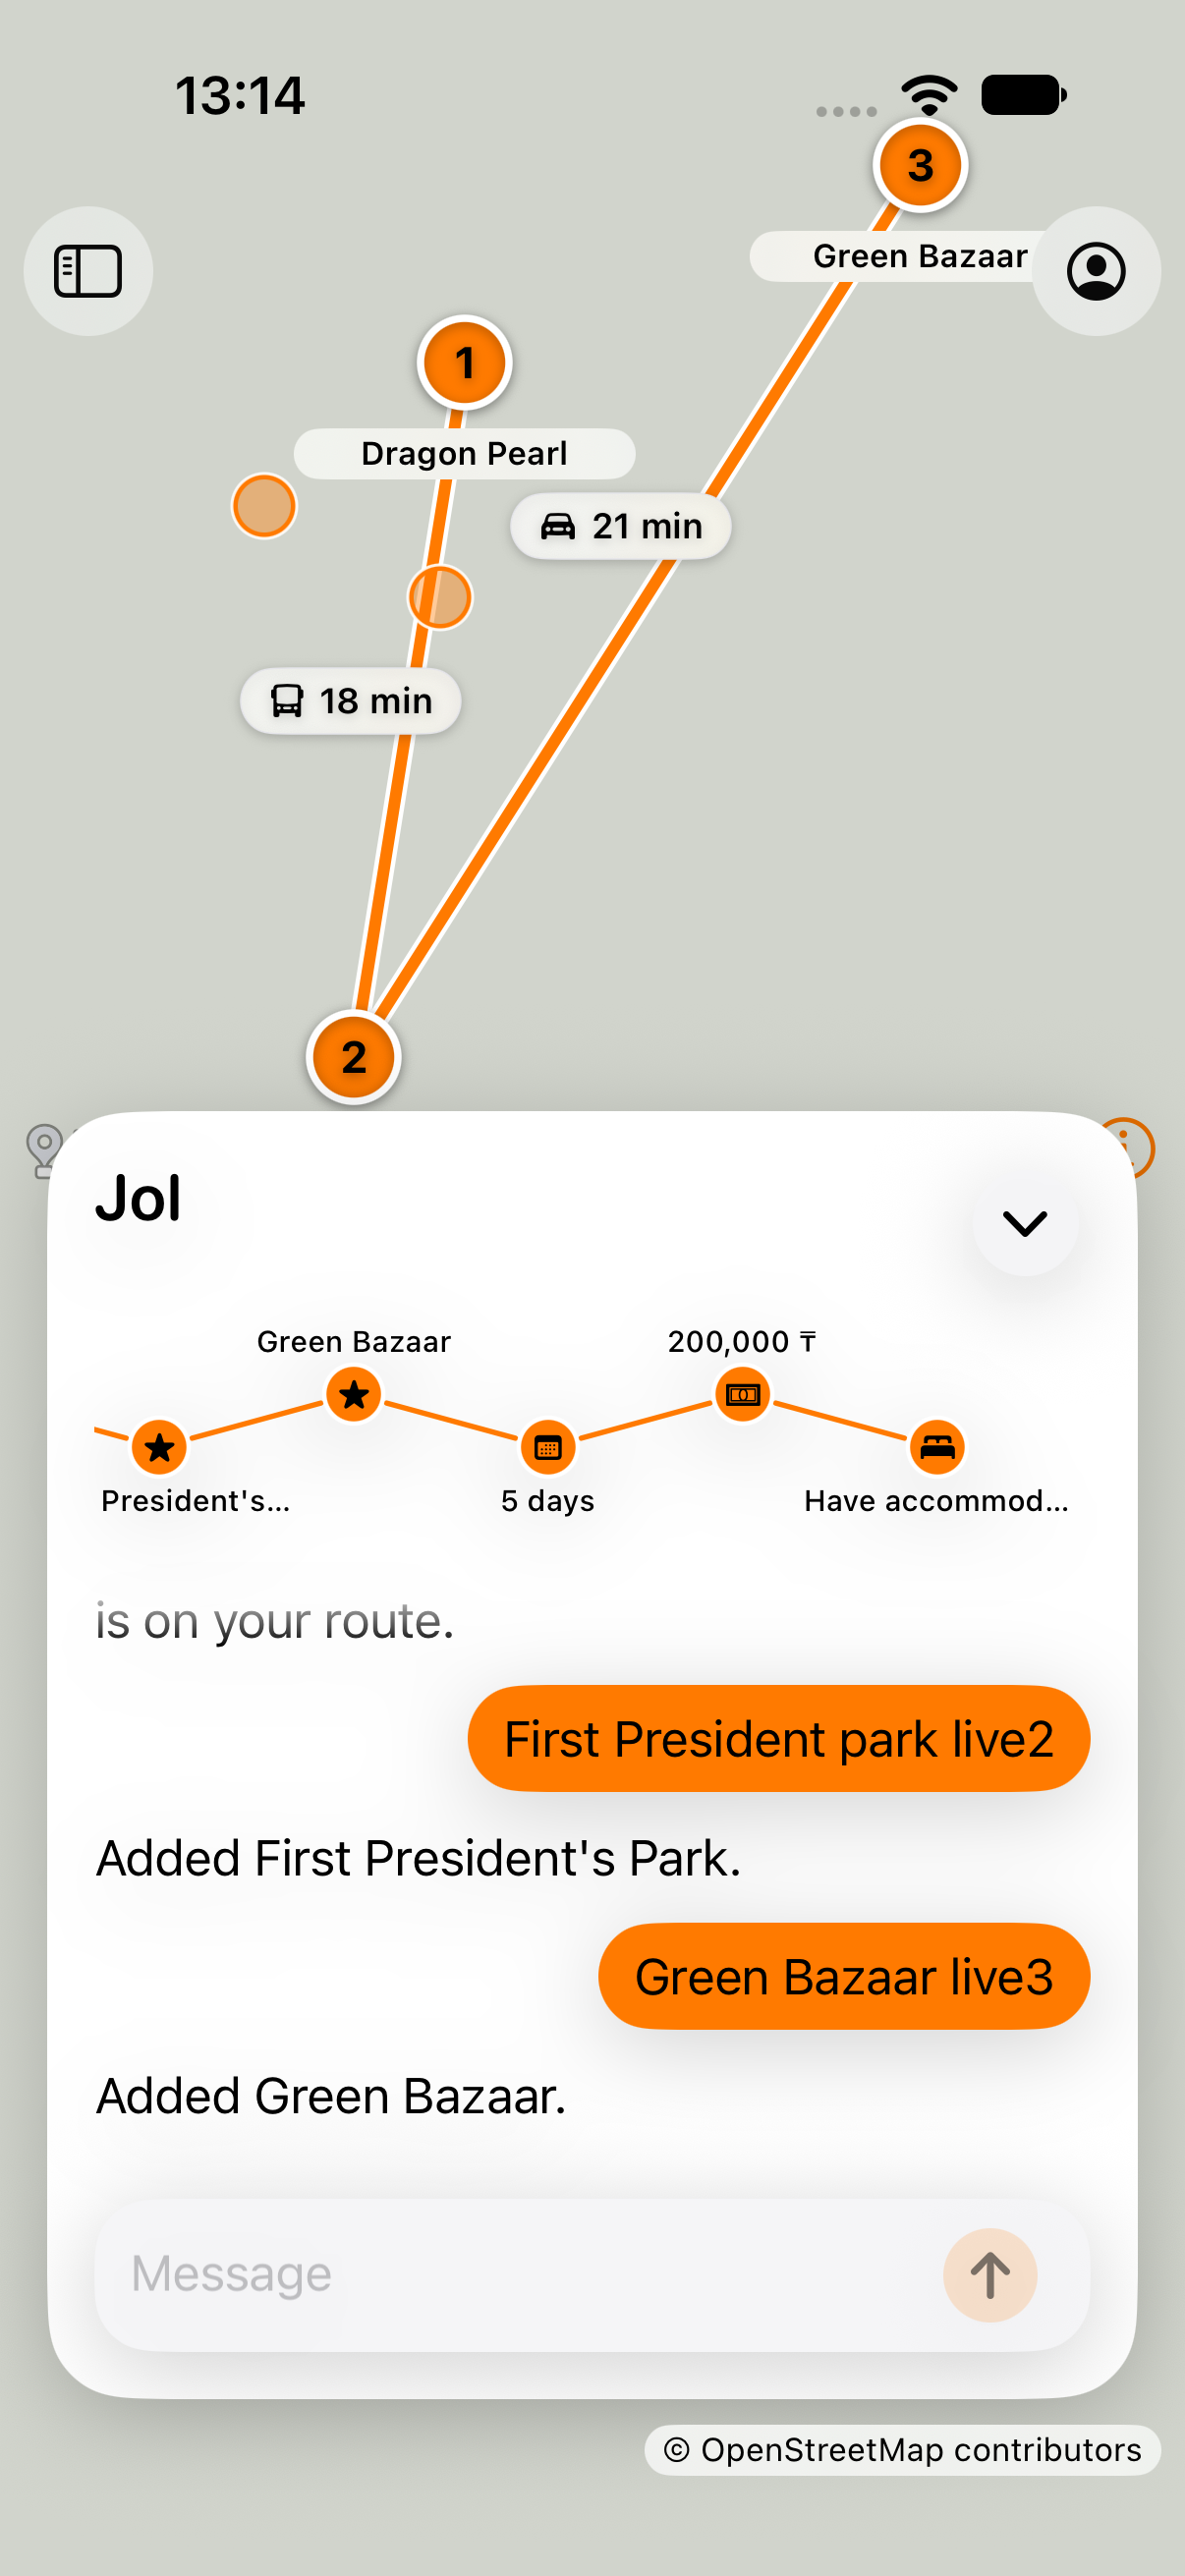 13:14
3
Green Bazaar
1
Dragon Pearl
21 min
18 min
2
Jol
Green Bazaar
200,000 ₸
President's...
5 days
Have accommod...
is on your route.
First President park live2
Added First President's Park.
Green Bazaar live3
Added Green Bazaar.
Message
© OpenStreetMap contributors